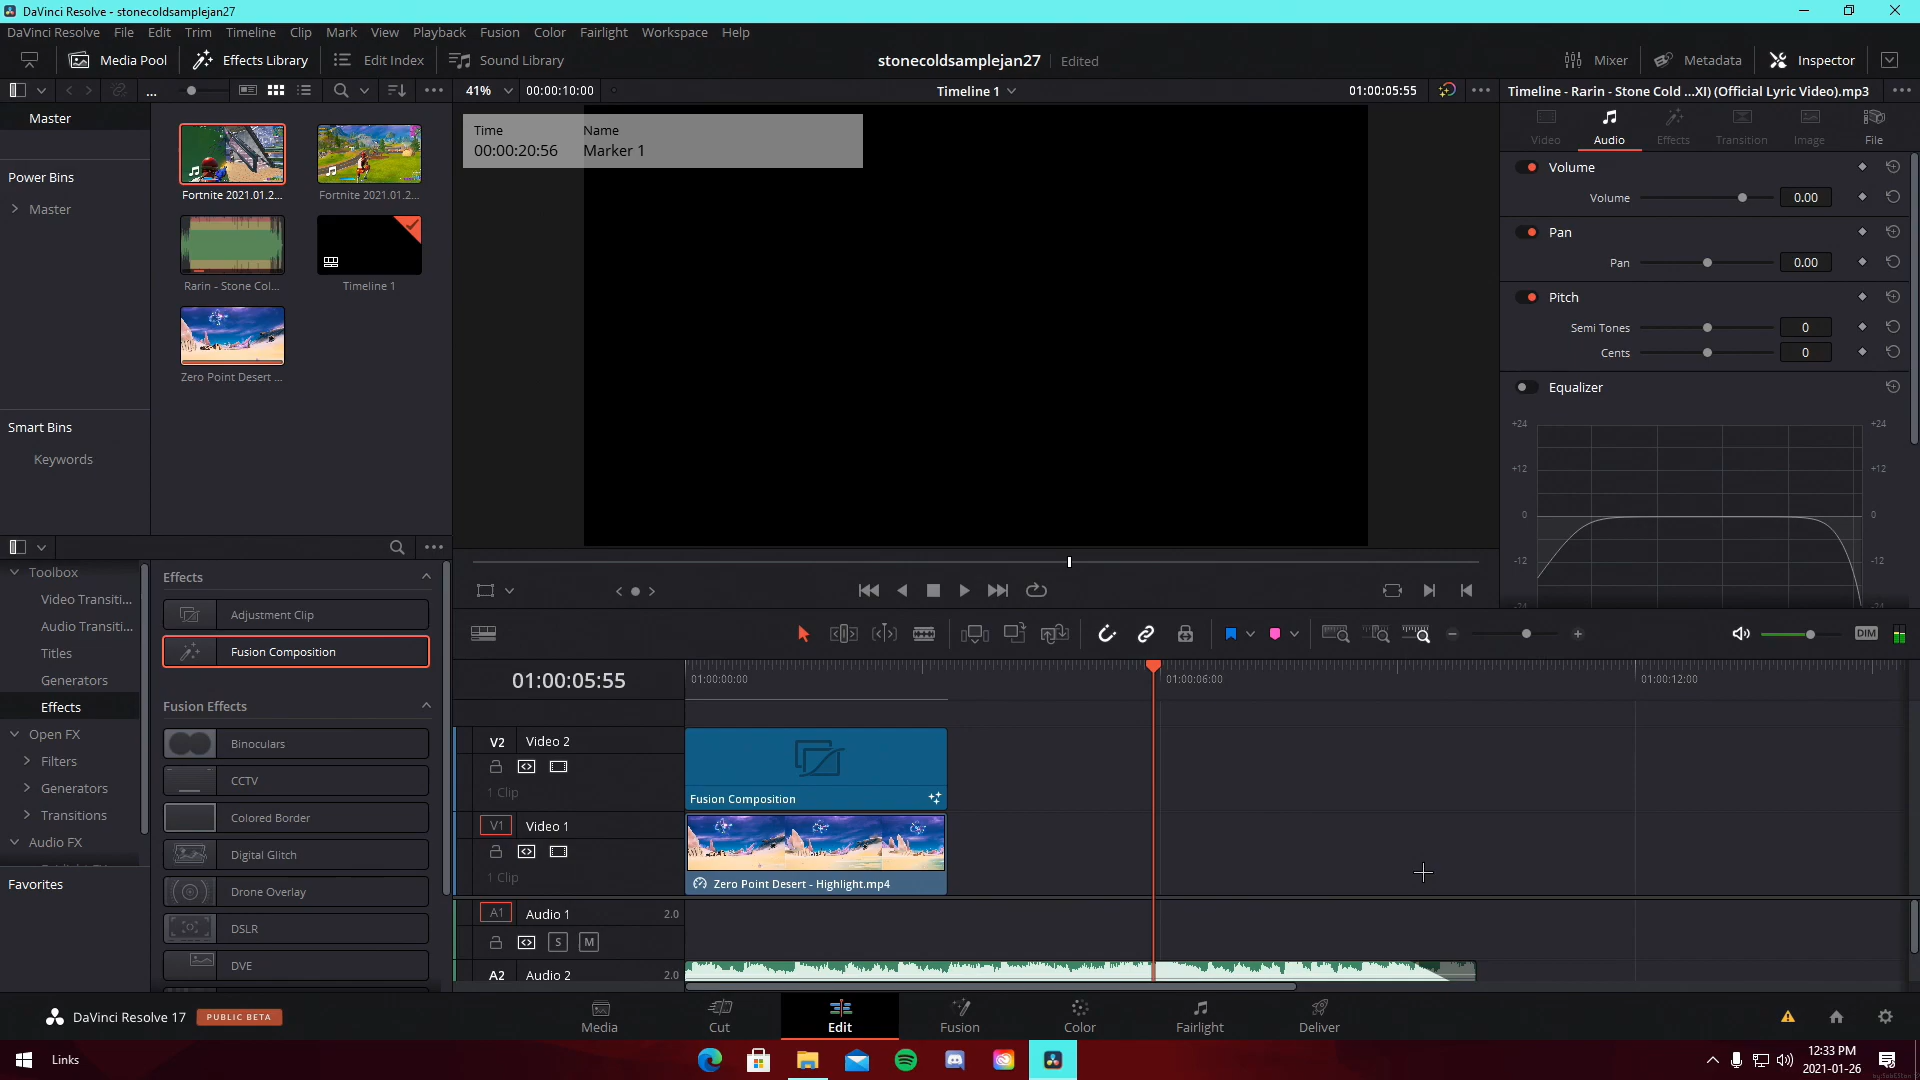 DaVinci Resolve - stonecoldsamplejan27
DaVinci Resolve File Edit Trim Timeline Clip Mark View Playback Fusion Color Fairlight Workspace Help
Media Pool Effects Library Edit Index Sound Library stonecoldsamplejan27 Edited Mixer Metadata Inspector
... 41% 00:00:10:00 Timeline 1 01:00:05:55 Timeline - Rarin - Stone Cold ...XI) (Official Lyric Video).mp3
Master
Power Bins
Master
Smart Bins
Keywords
Fortnite 2021.01.2... Fortnite 2021.01.2...
Rarin - Stone Col... Timeline 1
Zero Point Desert ...
Time Name
00:00:20:56 Marker 1
Video Audio Effects Transition Image File
Volume
Volume 0.00
Pan
Pan 0.00
Pitch
Semi Tones 0
Cents 0
Equalizer
+24 +24
+12 +12
0 0
-12 -12
-24 -24
Toolbox
Video Transiti...
Audio Transiti...
Titles
Generators
Effects
Open FX
Filters
Generators
Transitions
Audio FX
Favorites
Effects
Adjustment Clip
Fusion Composition
Fusion Effects
Binoculars
CCTV
Colored Border
Digital Glitch
Drone Overlay
DSLR
DVE
DIM
01:00:05:55 01:00:00:00 01:00:06:00 01:00:12:00
V2 Video 2
1 Clip
Fusion Composition
V1 Video 1
1 Clip
Zero Point Desert - Highlight.mp4
A1 Audio 1 2.0
S M
A2 Audio 2 2.0
DaVinci Resolve 17 PUBLIC BETA
Media Cut Edit Fusion Color Fairlight Deliver
Links
12:33 PM
2021-01-26